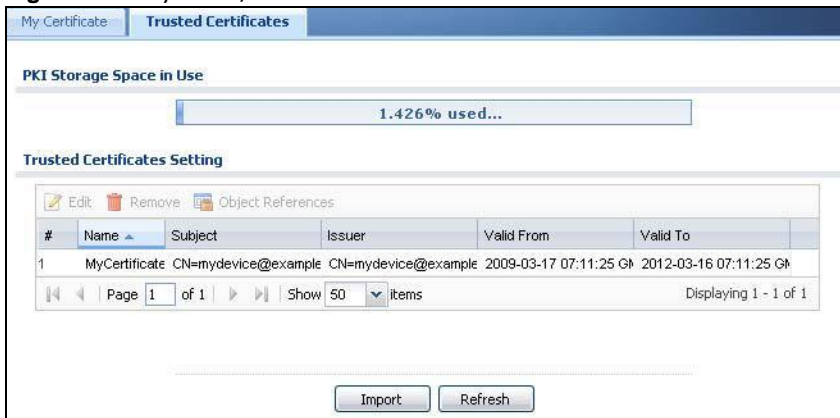 My Certificate Trusted Certificates
PKI Storage Space in Use
1.426% used...
Trusted Certificates Setting
Edit Remove Object References
# Name Subject Issuer Valid From Valid To
1 MyCertificate CN=mydevice@example CN=mydevice@example 2009-03-17 07:11:25 2012-03-16 07:11:25
Page 1 of 1 Show 50 items Displaying 1 - 1 of 1
Import Refresh